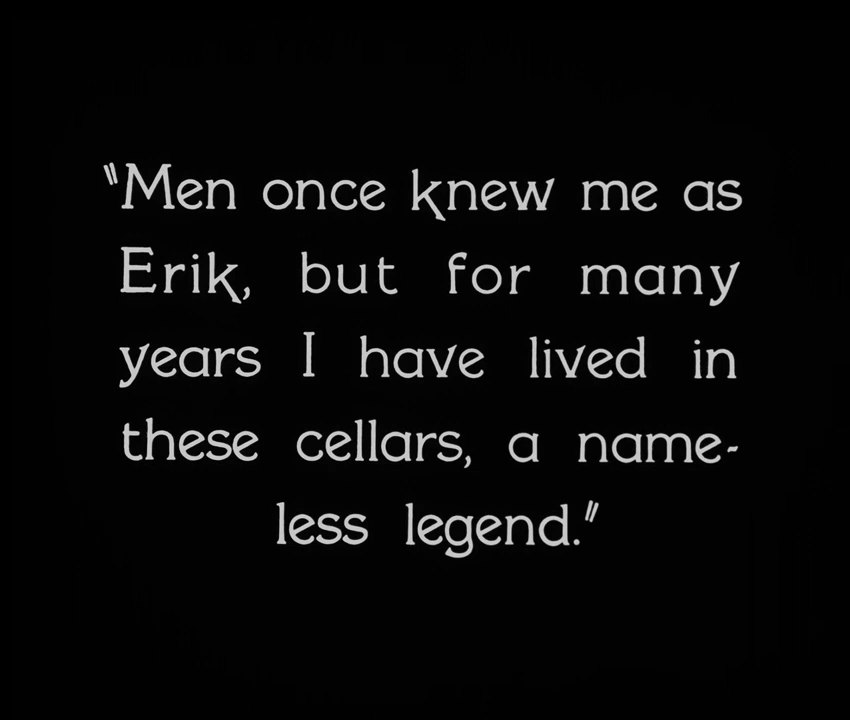 "Men once knew me as
Erik, but for many
years I have lived in
these cellars, a name-
less legend."